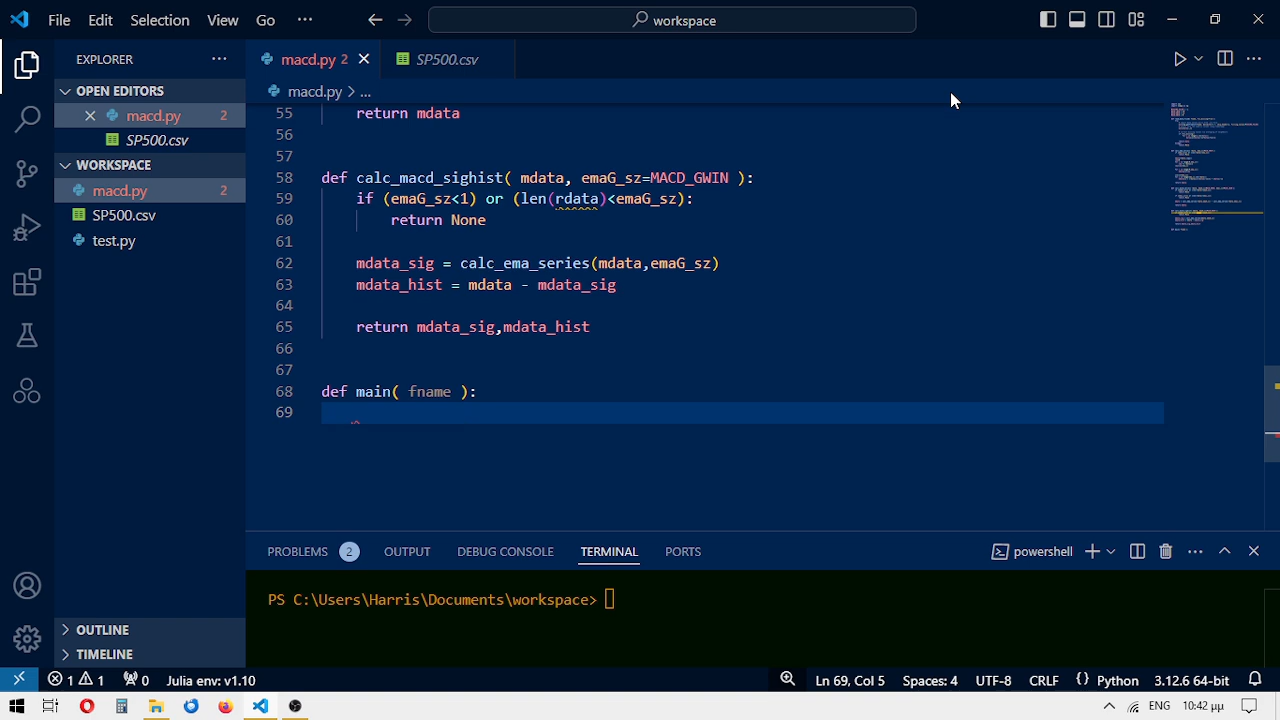 File Edit Selection View Go ··· workspace
EXPLORER ···
macd.py 2
SP500.csv
OPEN EDITORS
macd.py > ...
macd.py 2
SP500.csv
WORKSPACE
macd.py 2
SP500.csv
test.py
55 return mdata
56
57
58 def calc_macd_sighist( mdata, emaG_sz=MACD_GWIN ):
59 if (emG_sz<1) or (len(rdata)<emaG_sz):
60 return None
61
62 mdata_sig = calc_ema_series(mdata,emaG_sz)
63 mdata_hist = mdata - mdata_sig
64
65 return mdata_sig,mdata_hist
66
67
68 def main( fname ):
69
PROBLEMS 2 OUTPUT DEBUG CONSOLE TERMINAL PORTS powershell
PS C:\Users\Harris\Documents\workspace>
OUTLINE
TIMELINE
1 1 0 Julia env: v1.10 Ln 69, Col 5 Spaces: 4 UTF-8 CRLF {} Python 3.12.6 64-bit
ENG 10:42 μμ